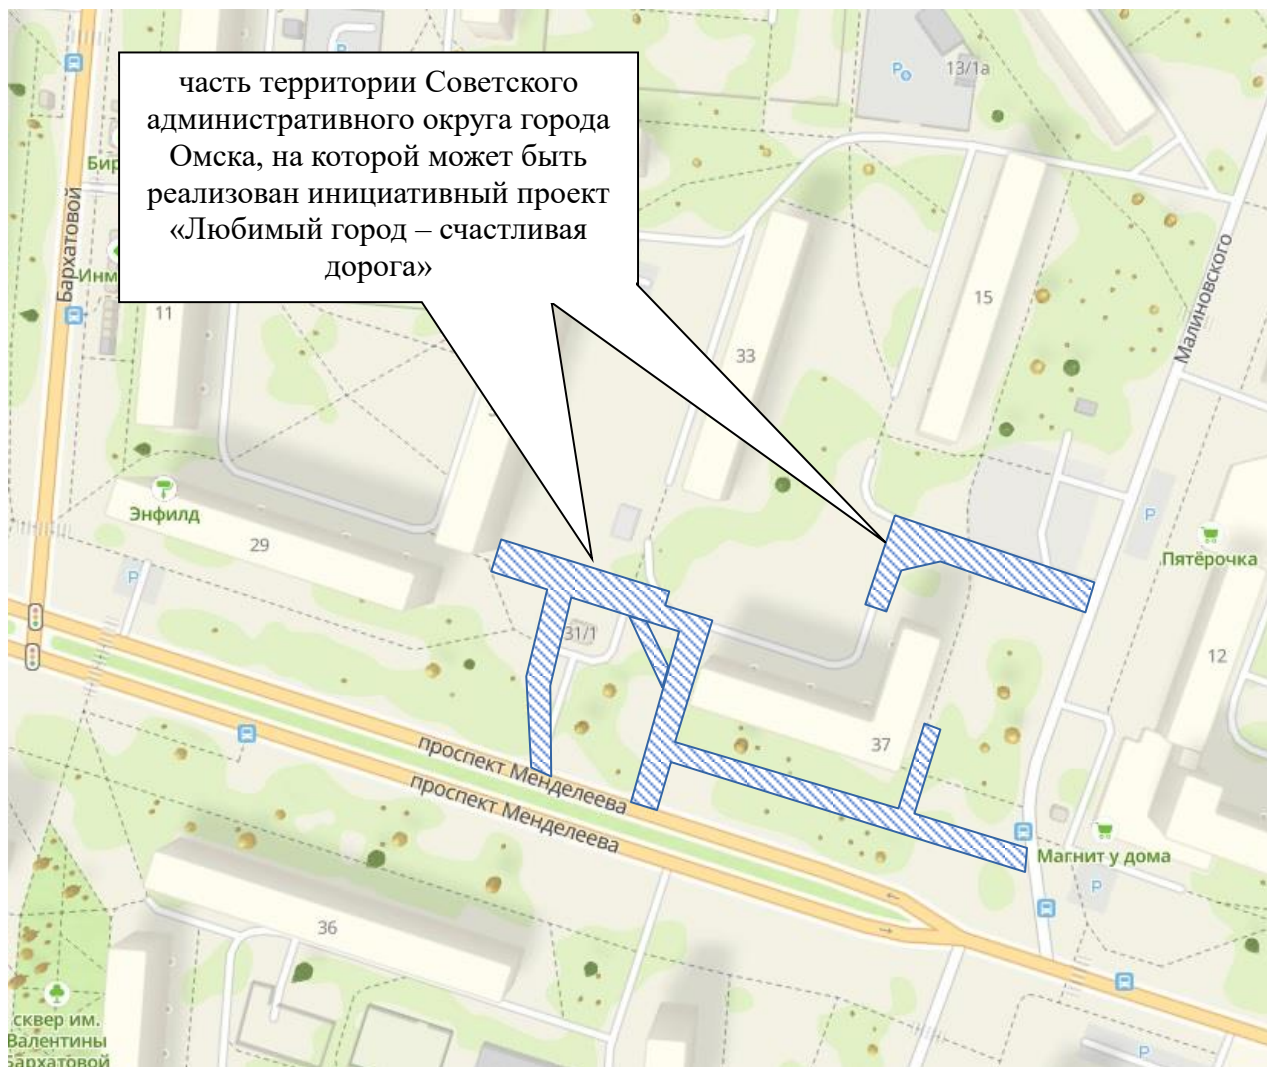 часть территории Советского
административного округа города
Омска, на которой может быть
реализован инициативный проект
«Любимый город – счастливая
дорога»
P
P
13/1а
Бир
Бархатовой
Инм
11
33
15
Малиновского
Энфилд
29
P
P
Пятёрочка
31/1
12
37
проспект Менделеева
проспект Менделеева
Магнит у дома
P
36
сквер им.
Валентины
Бархатовой
P